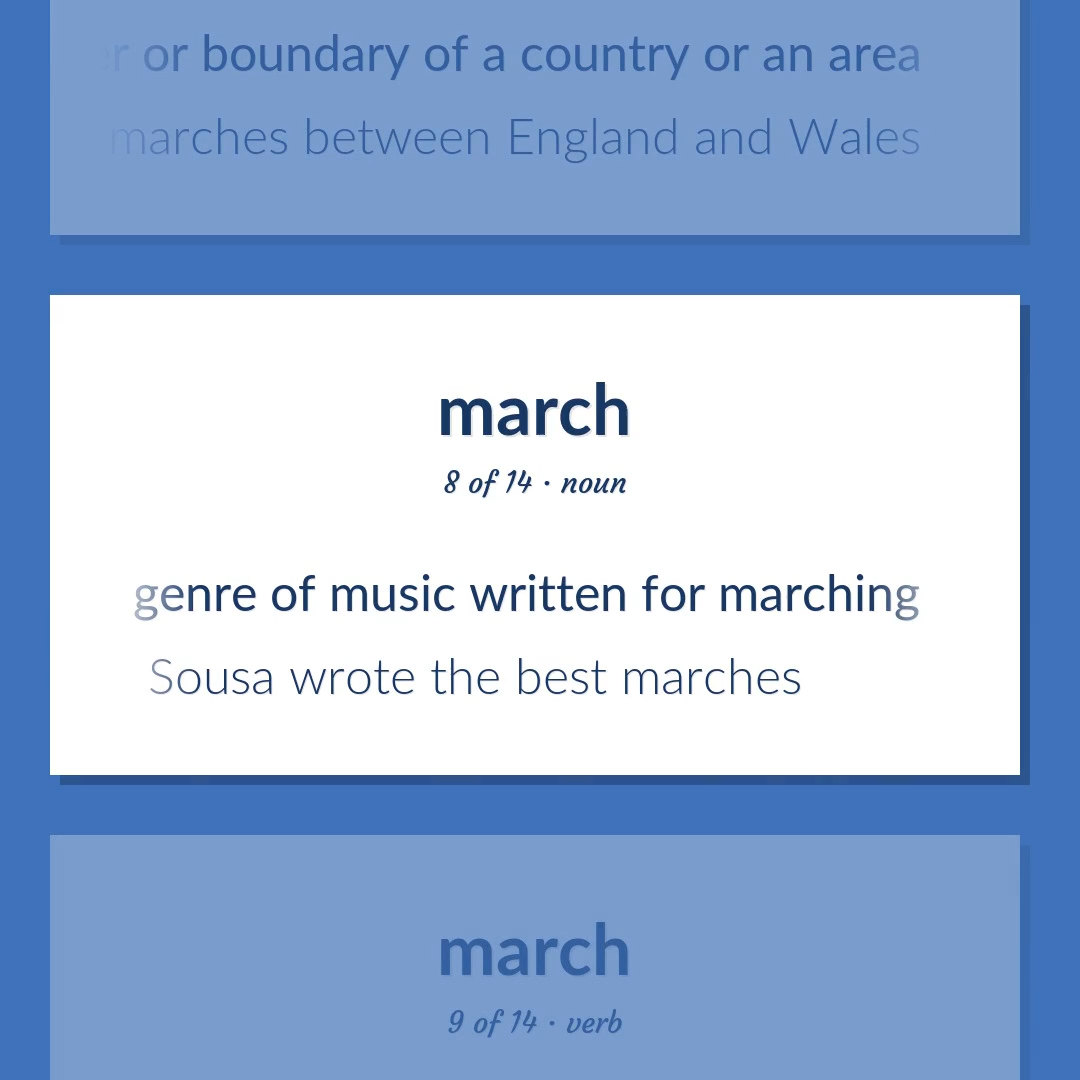 or boundary of a country or an area
marches between England and Wales
march
8 of 14 · noun
genre of music written for marching
Sousa wrote the best marches
march
9 of 14 · verb